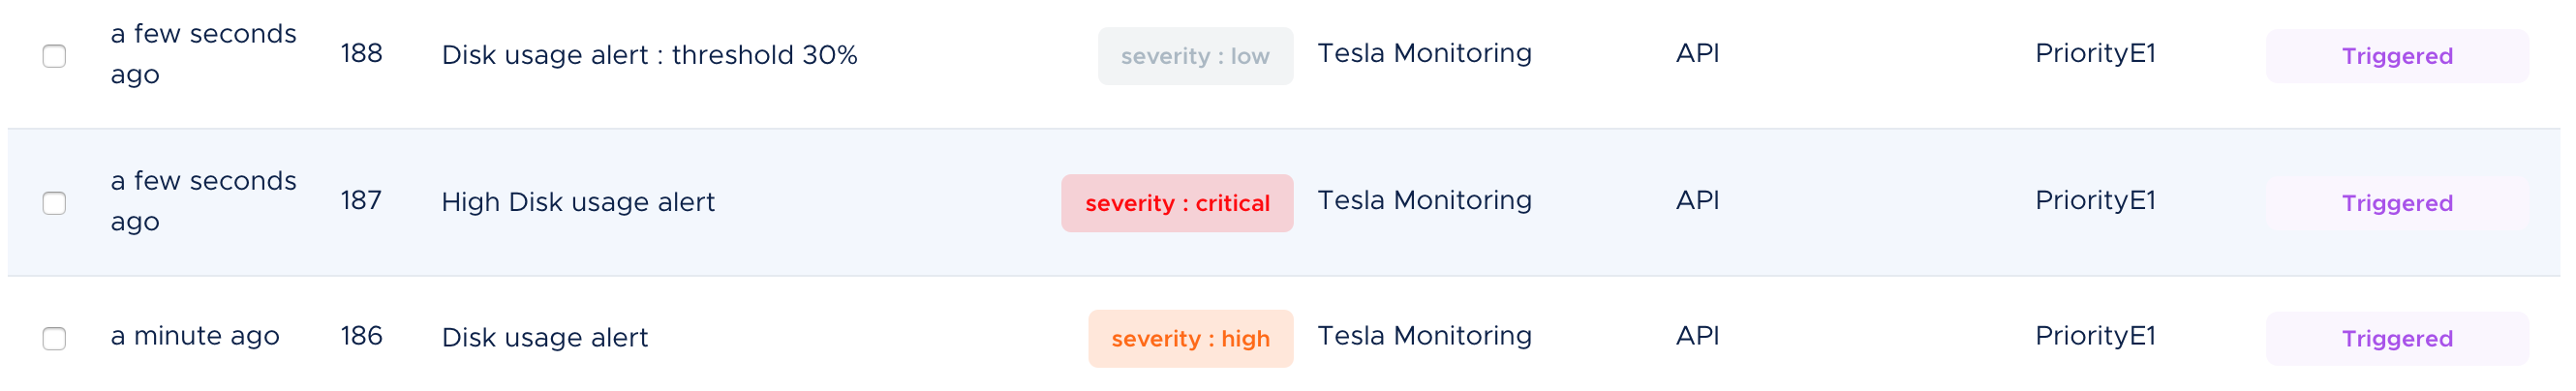 a few seconds ago 188 Disk usage alert : threshold 30% severity : low Tesla Monitoring API PriorityE1 Triggered
a few seconds ago 187 High Disk usage alert severity : critical Tesla Monitoring API PriorityE1 Triggered
a minute ago 186 Disk usage alert severity : high Tesla Monitoring API PriorityE1 Triggered